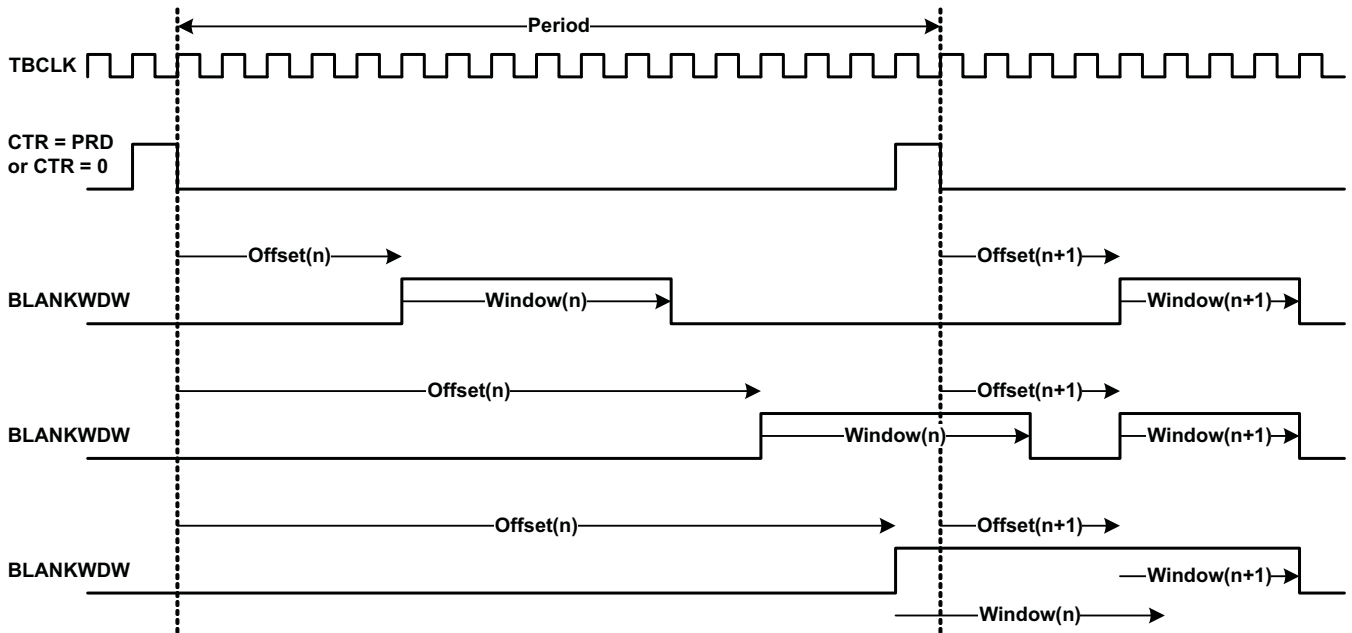 Period
TBCLK
CTR = PRD
or CTR = 0
Offset(n)
Offset(n+1)
BLANKWDW
Window(n)
Window(n+1)
Offset(n)
Offset(n+1)
BLANKWDW
Window(n)
Window(n+1)
Offset(n)
Offset(n+1)
BLANKWDW
Window(n+1)
Window(n)